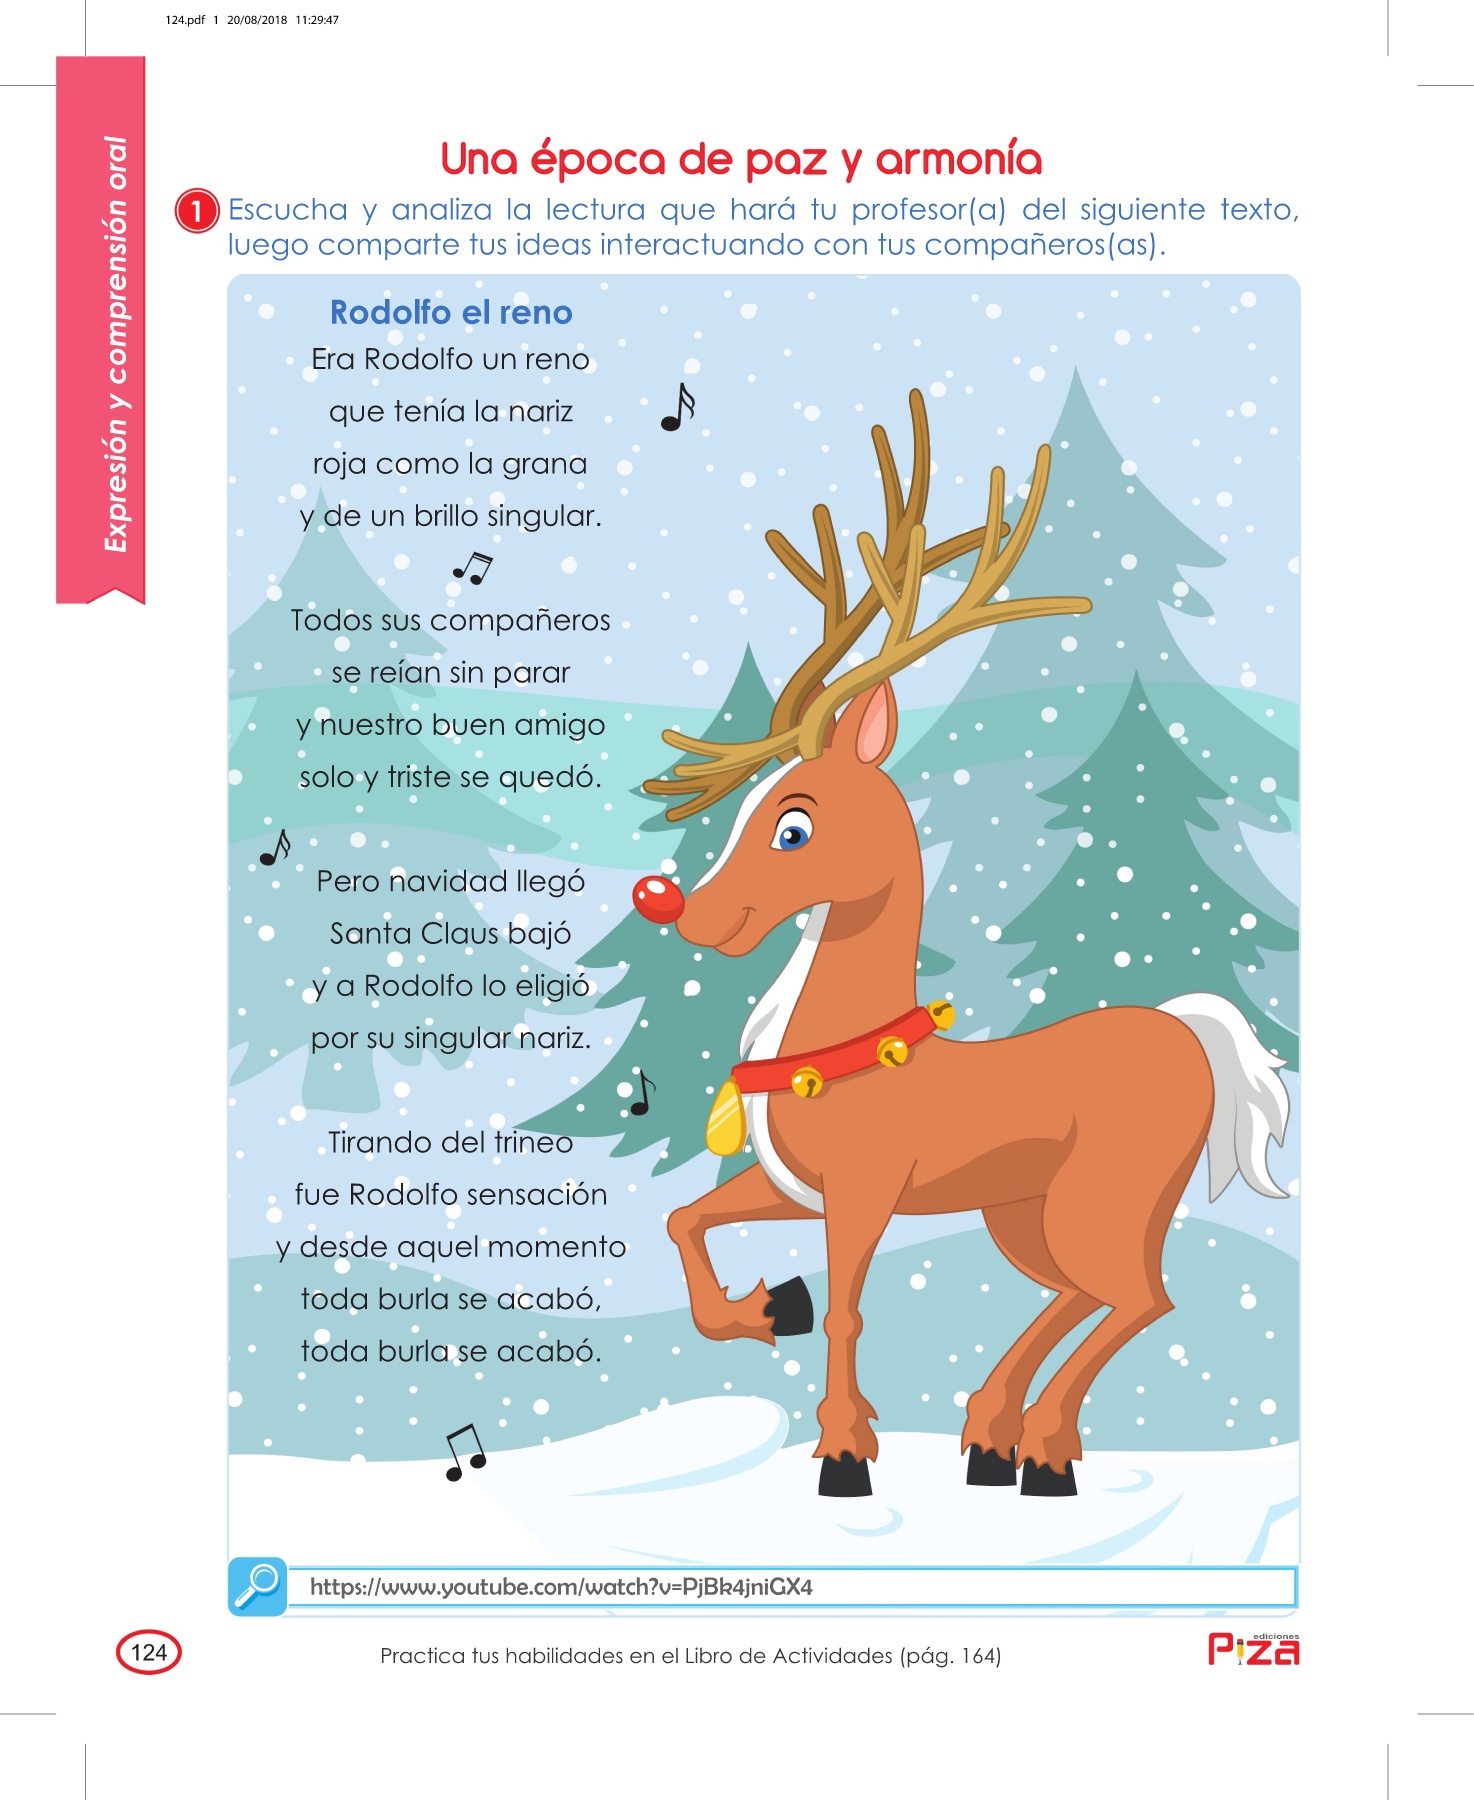 124.pdf 1 20/08/2018 11:29:47
Expresión y comprensión oral
Una época de paz y armonía
1 Escucha y analiza la lectura que hará tu profesor(a) del siguiente texto,
luego comparte tus ideas interactuando con tus compañeros(as).
Rodolfo el reno
Era Rodolfo un reno
que tenía la nariz
roja como la grana
y de un brillo singular.
Todos sus compañeros
se reían sin parar
y nuestro buen amigo
solo y triste se quedó.
Pero navidad llegó
Santa Claus bajó
y a Rodolfo lo eligió
por su singular nariz.
Tirando del trineo
fue Rodolfo sensación
y desde aquel momento
toda burla se acabó,
toda burla se acabó.
https://www.youtube.com/watch?v=PjBk4jniGX4
124
Practica tus habilidades en el Libro de Actividades (pág. 164)
ediciones
Piza